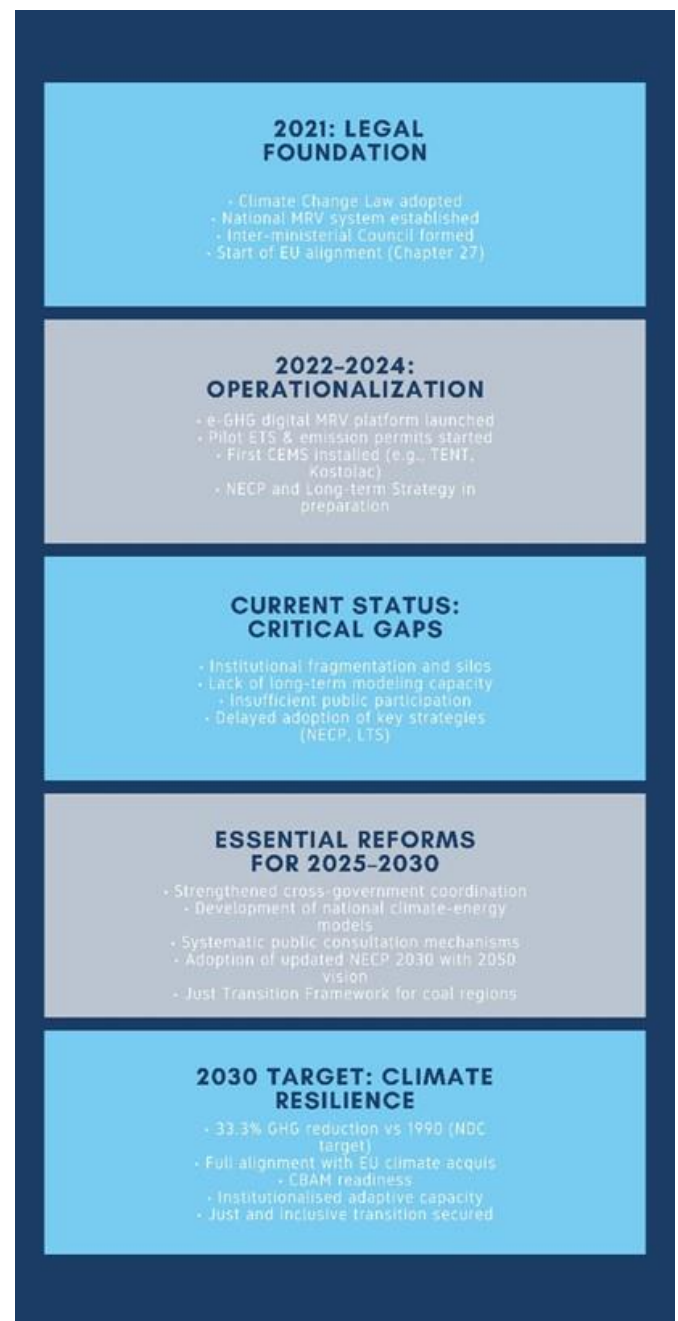 2021: LEGAL
FOUNDATION
• Climate Change Law adopted
• National MRV system established
• Inter-ministerial Council formed
• Start of EU alignment (Chapter 27)
2022–2024:
OPERATIONALIZATION
• e-GHG digital MRV platform launched
• Pilot ETS & emission permits started
• First CEMS installed (e.g., TENT,
Kostolac)
• NECP and Long-term Strategy in
preparation
CURRENT STATUS:
CRITICAL GAPS
• Institutional fragmentation and silos
• Lack of long-term modeling capacity
• Insufficient public participation
• Delayed adoption of key strategies
(NECP, LTS)
ESSENTIAL REFORMS
FOR 2025–2030
• Strengthened cross-government coordination
• Development of national climate-energy
models
• Systematic public consultation mechanisms
• Adoption of updated NECP 2030 with 2050
vision
• Just Transition Framework for coal regions
2030 TARGET: CLIMATE
RESILIENCE
• 33.3% GHG reduction vs 1990 (NDC
target)
• Full alignment with EU climate acquis
• CBAM readiness
• Institutionalised adaptive capacity
• Just and inclusive transition secured